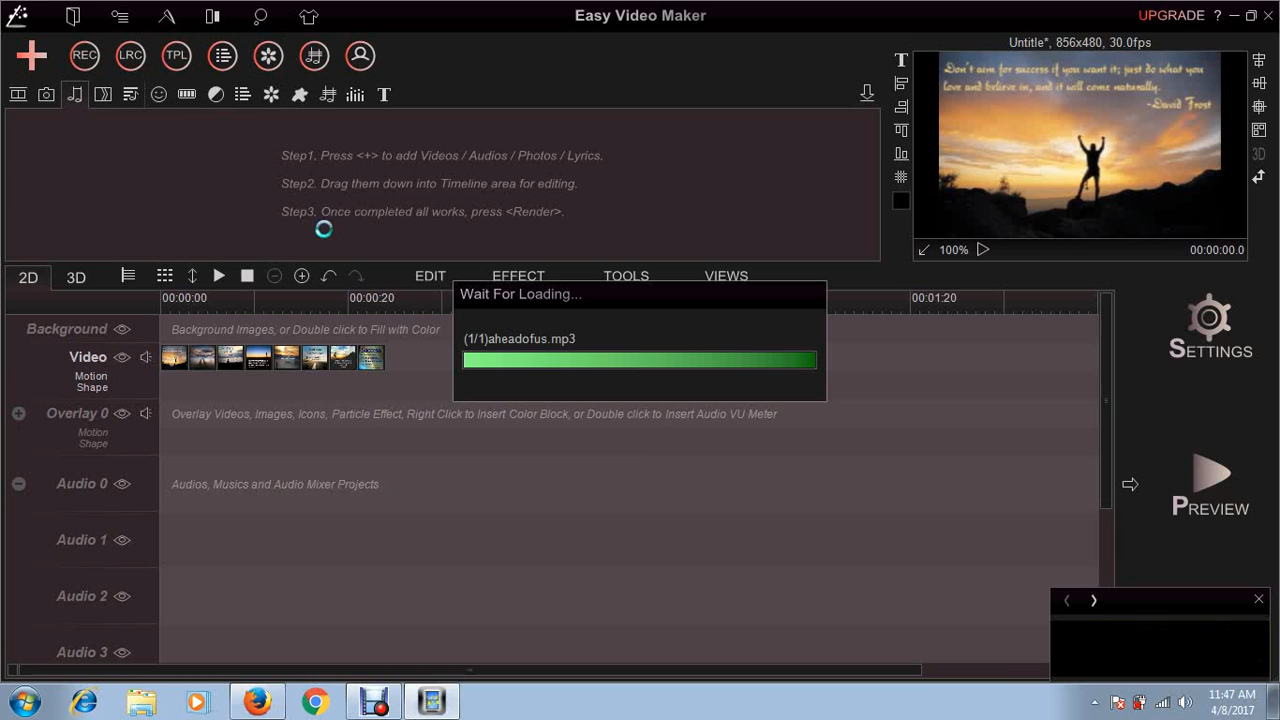 Easy Video Maker
UPGRADE ?
Untitle*, 856x480, 30.0fps
REC LRC TPL
T
T
Don't aim for success if you want it; just do what you
love and believe in, and it will come naturally.
-David Frost
3D
Step1. Press <+> to add Videos / Audios / Photos / Lyrics.
Step2. Drag them down into Timeline area for editing.
Step3. Once completed all works, press <Render>.
100% 00:00:00.0
2D 3D EDIT EFFECT TOOLS VIEWS
Wait For Loading...
(1/1)aheadofus.mp3
00:00:00 00:00:20 00:01:20
Background Background Images, or Double click to Fill with Color
Video
Motion
Shape
Overlay 0 Overlay Videos, Images, Icons, Particle Effect, Right Click to Insert Color Block, or Double click to Insert Audio VU Meter
Motion
Shape
Audio 0 Audios, Musics and Audio Mixer Projects
Audio 1
Audio 2
Audio 3
SETTINGS
PREVIEW
11:47 AM
4/8/2017